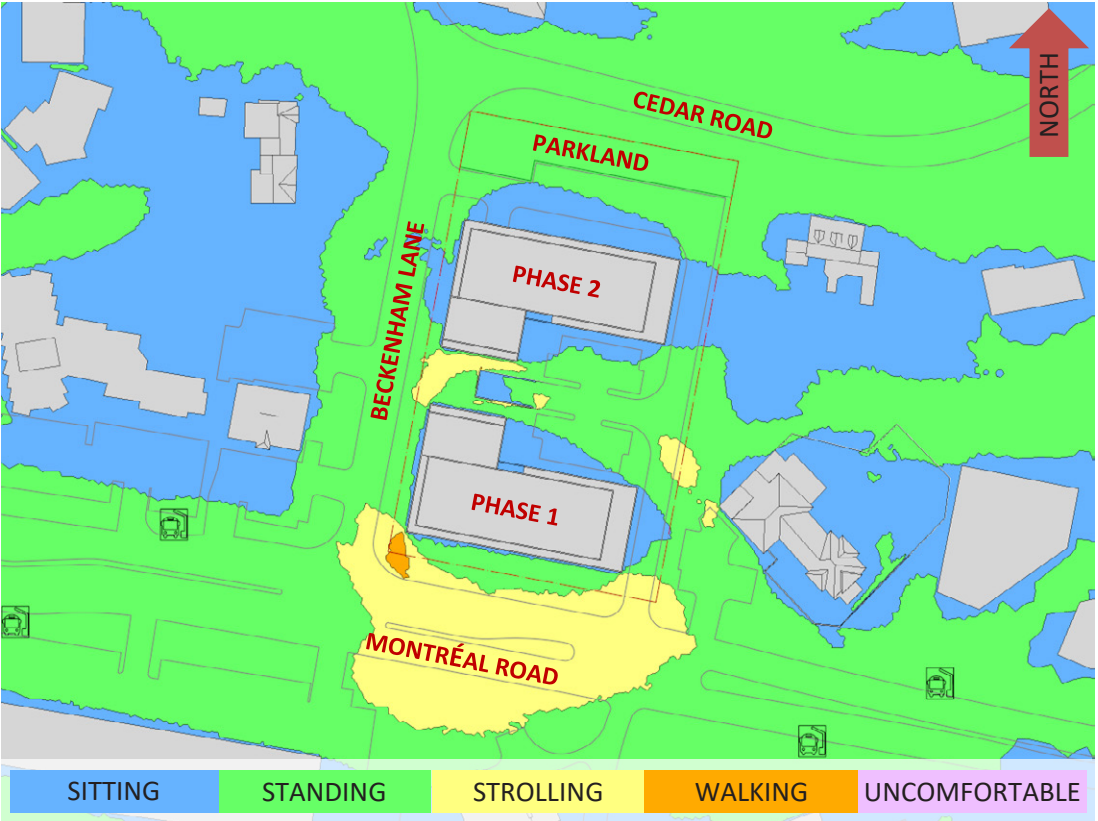 NORTH
CEDAR ROAD
PARKLAND
BECKENHAM LANE
PHASE 2
PHASE 1
MONTRÉAL ROAD
SITTING
STANDING
STROLLING
WALKING
UNCOMFORTABLE